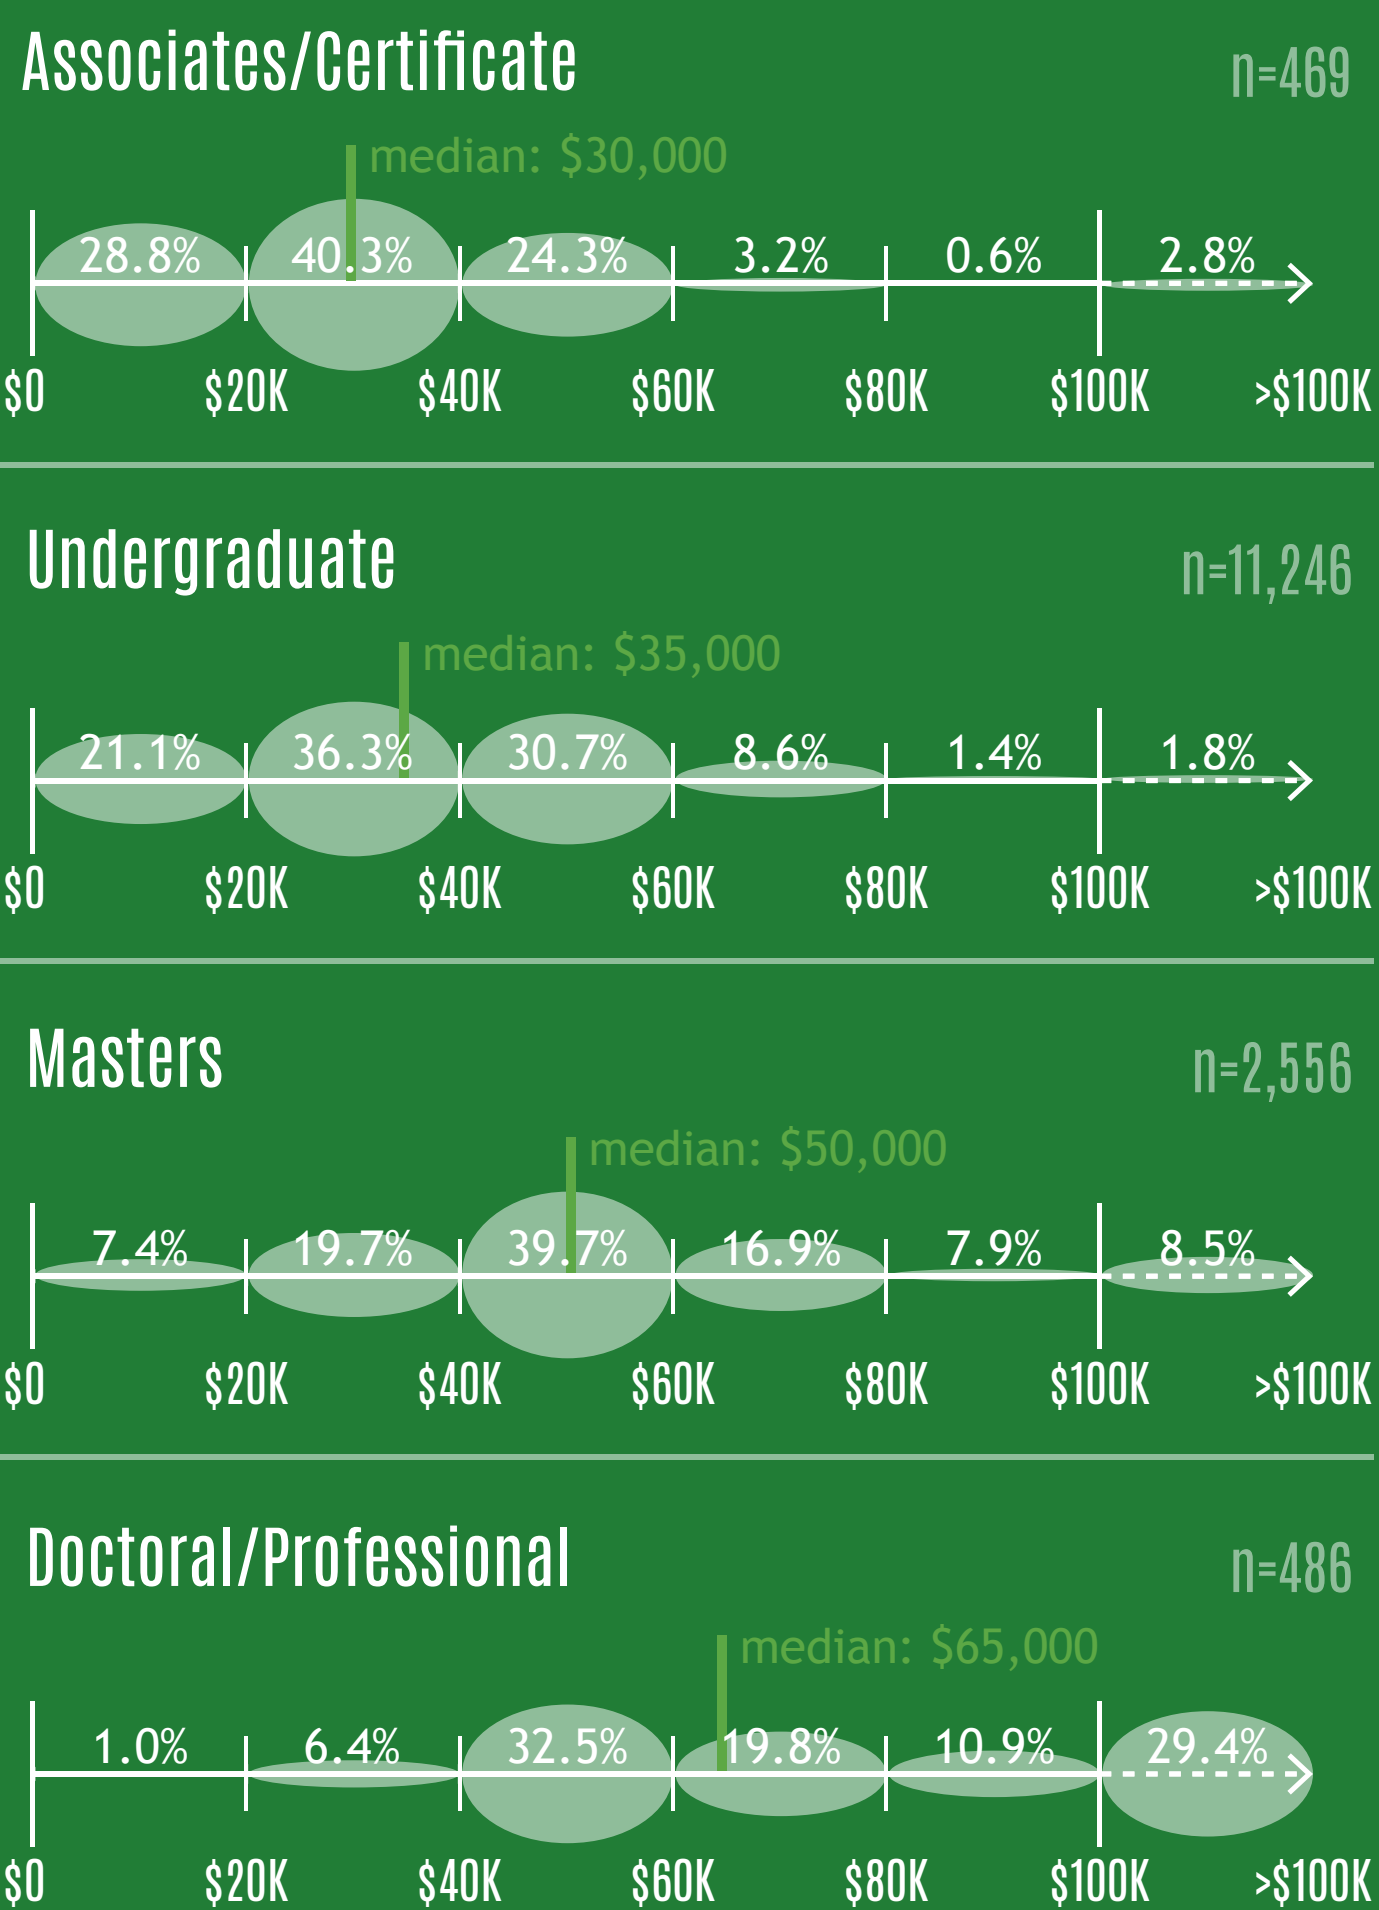 Associates/Certificate n=469
median: $30,000
28.8% 40.3% 24.3% 3.2% 0.6% 2.8%
$0 $20K $40K $60K $80K $100K >$100K
Undergraduate n=11,246
median: $35,000
21.1% 36.3% 30.7% 8.6% 1.4% 1.8%
$0 $20K $40K $60K $80K $100K >$100K
Masters n=2,556
median: $50,000
7.4% 19.7% 39.7% 16.9% 7.9% 8.5%
$0 $20K $40K $60K $80K $100K >$100K
Doctoral/Professional n=486
median: $65,000
1.0% 6.4% 32.5% 19.8% 10.9% 29.4%
$0 $20K $40K $60K $80K $100K >$100K